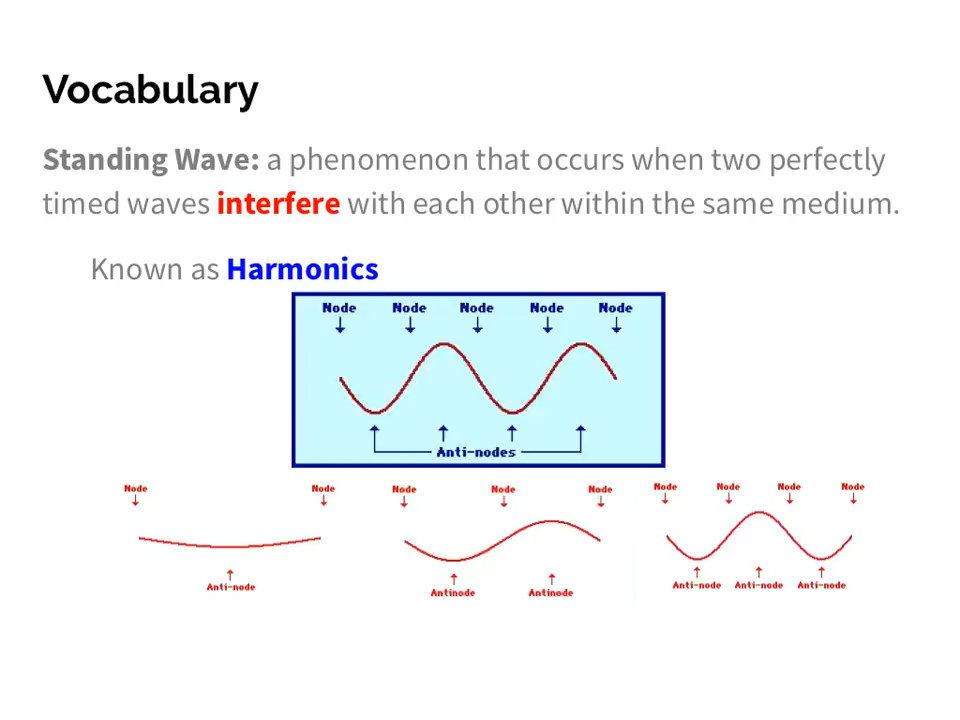 Vocabulary
Standing Wave: a phenomenon that occurs when two perfectly
timed waves interfere with each other within the same medium.
Known as Harmonics
Node Node Node Node Node
Anti-nodes
Node Node
Anti-node
Node Node Node
Antinode Antinode
Node Node Node Node
Anti-node Anti-node Anti-node